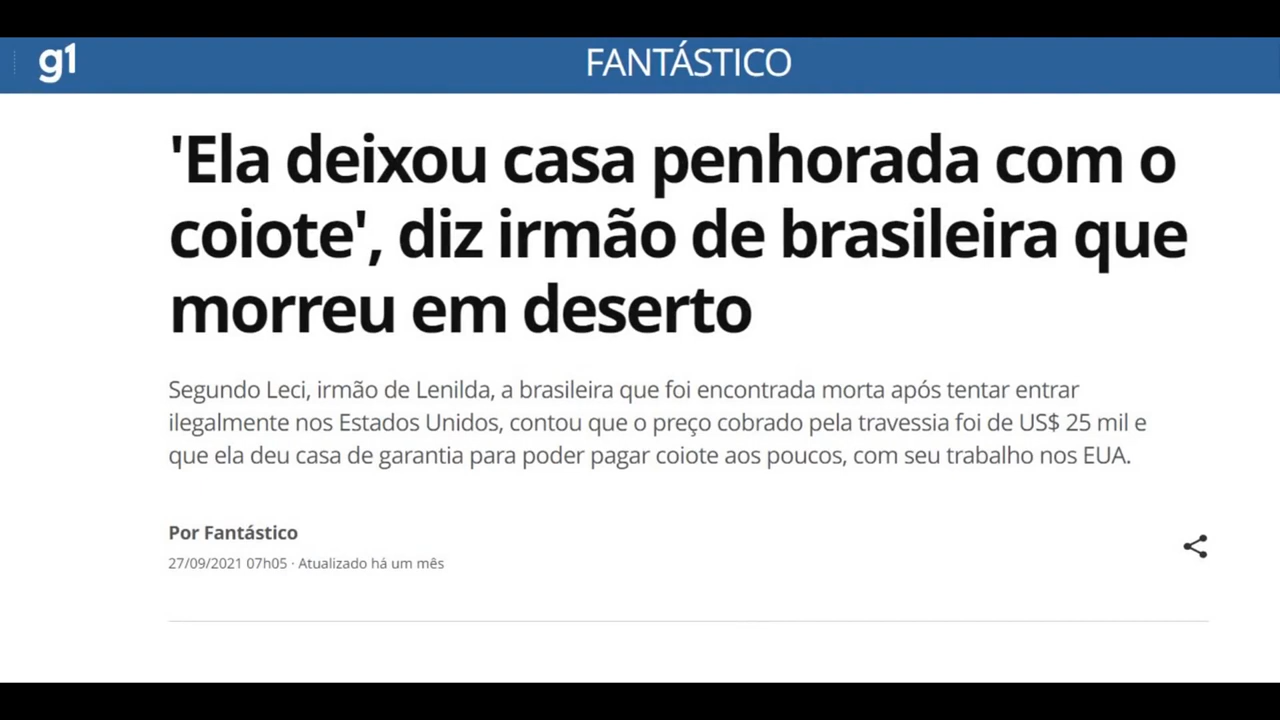 g1
FANTÁSTICO
'Ela deixou casa penhorada com o
coiote', diz irmão de brasileira que
morreu em deserto
Segundo Leci, irmão de Lenilda, a brasileira que foi encontrada morta após tentar entrar
ilegalmente nos Estados Unidos, contou que o preço cobrado pela travessia foi de US$ 25 mil e
que ela deu casa de garantia para poder pagar coiote aos poucos, com seu trabalho nos EUA.
Por Fantástico
27/09/2021 07h05 · Atualizado há um mês